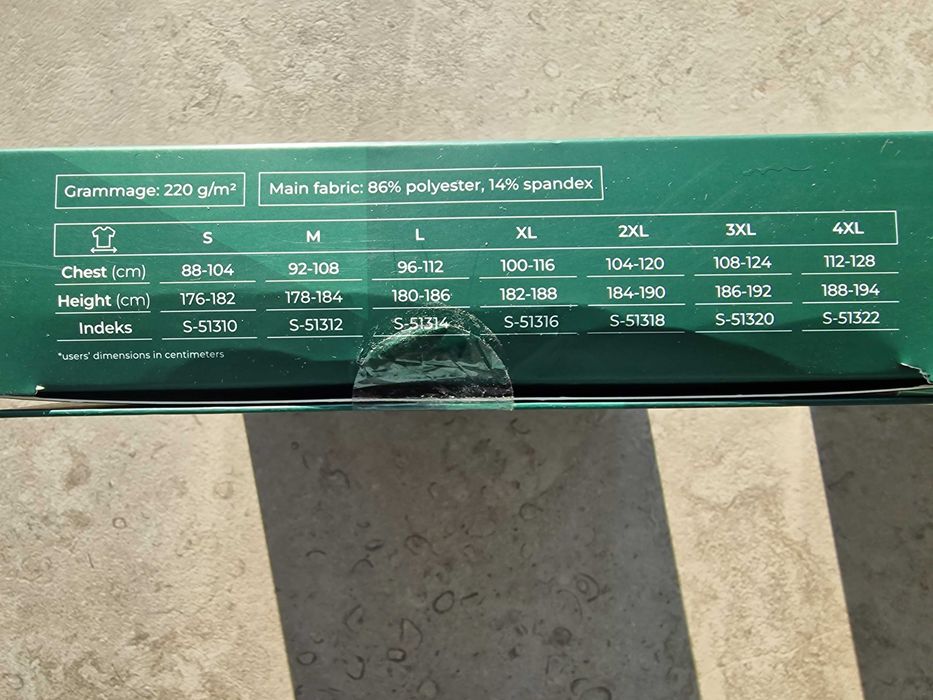 Grammage: 220 g/m² Main fabric: 86% polyester, 14% spandex
S M L XL 2XL 3XL 4XL
Chest (cm) 88-104 92-108 96-112 100-116 104-120 108-124 112-128
Height (cm) 176-182 178-184 180-186 182-188 184-190 186-192 188-194
Indeks S-51310 S-51312 S-51314 S-51316 S-51318 S-51320 S-51322
*users' dimensions in centimeters